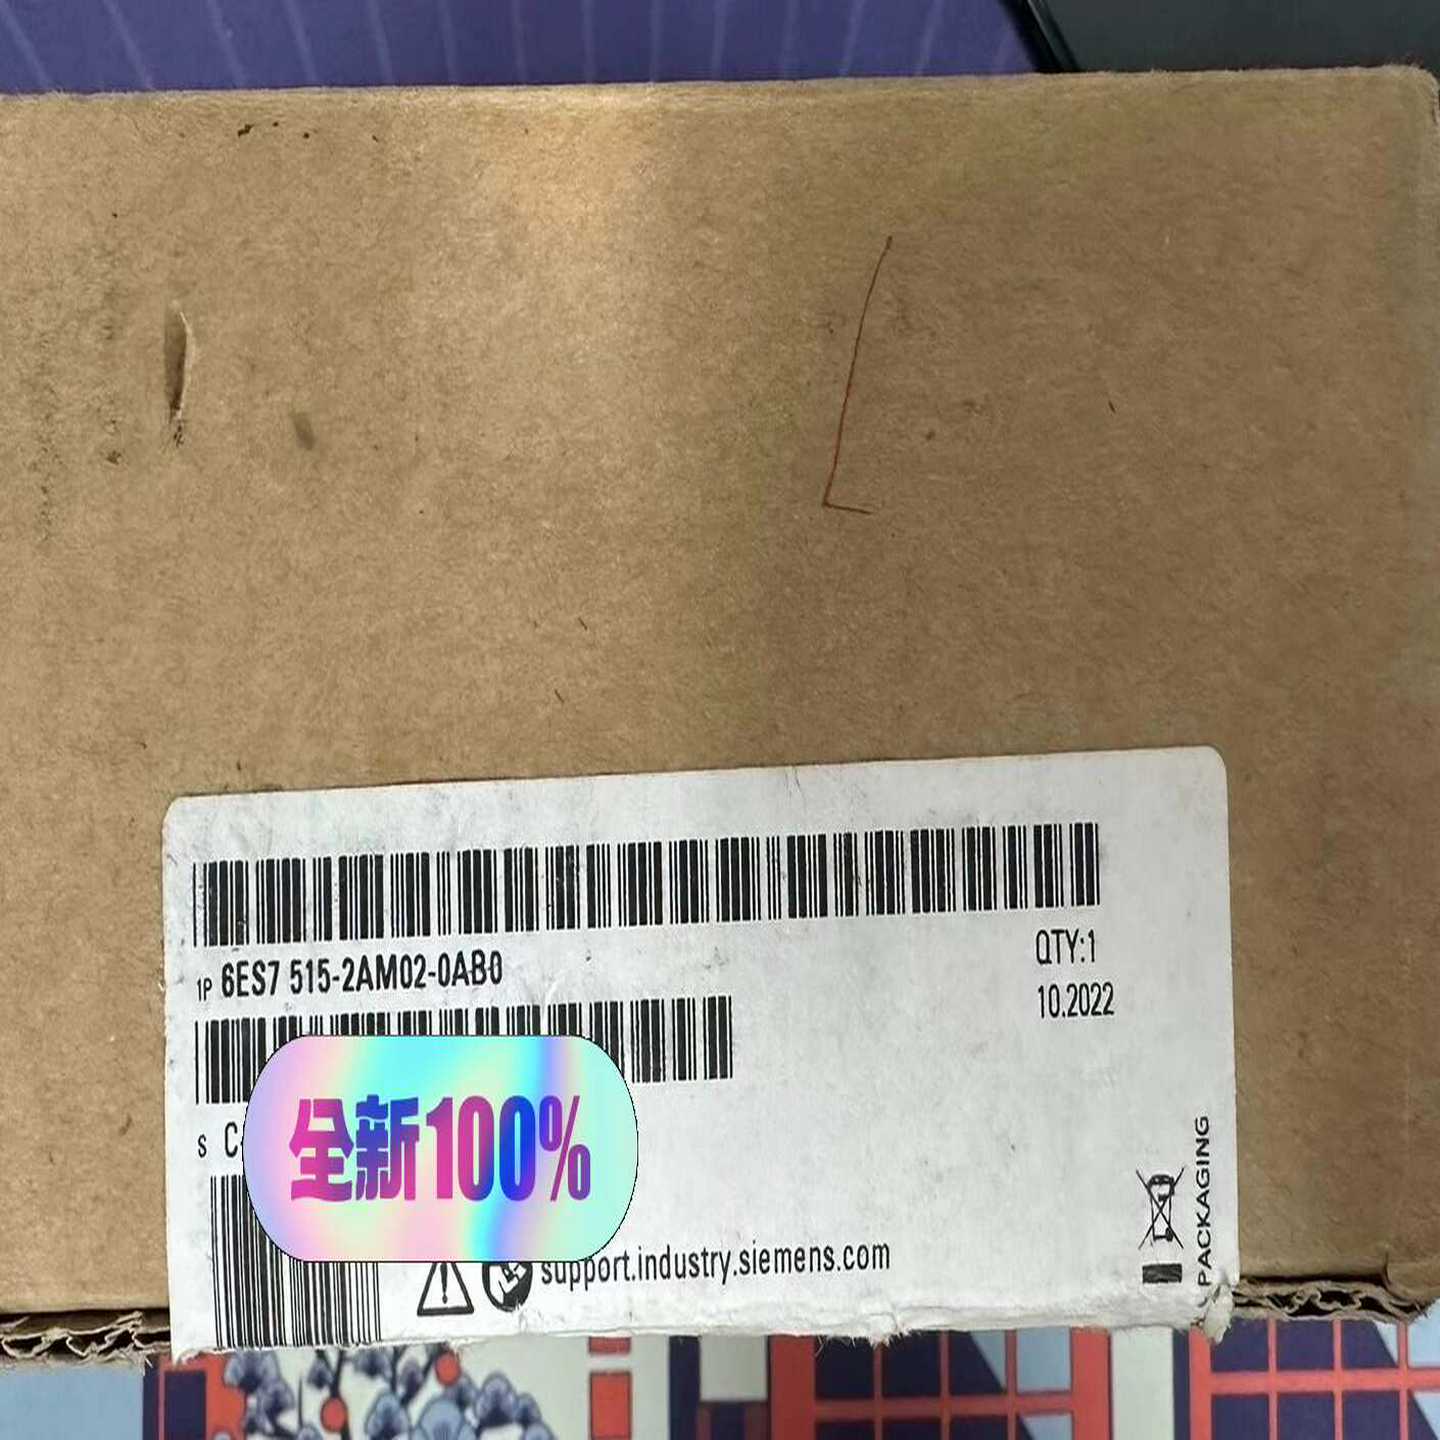 1P 6ES7 515-2AM02-0AB0
QTY:1
10.2022
S C-
全新100%
support.industry.siemens.com
PACKAGING